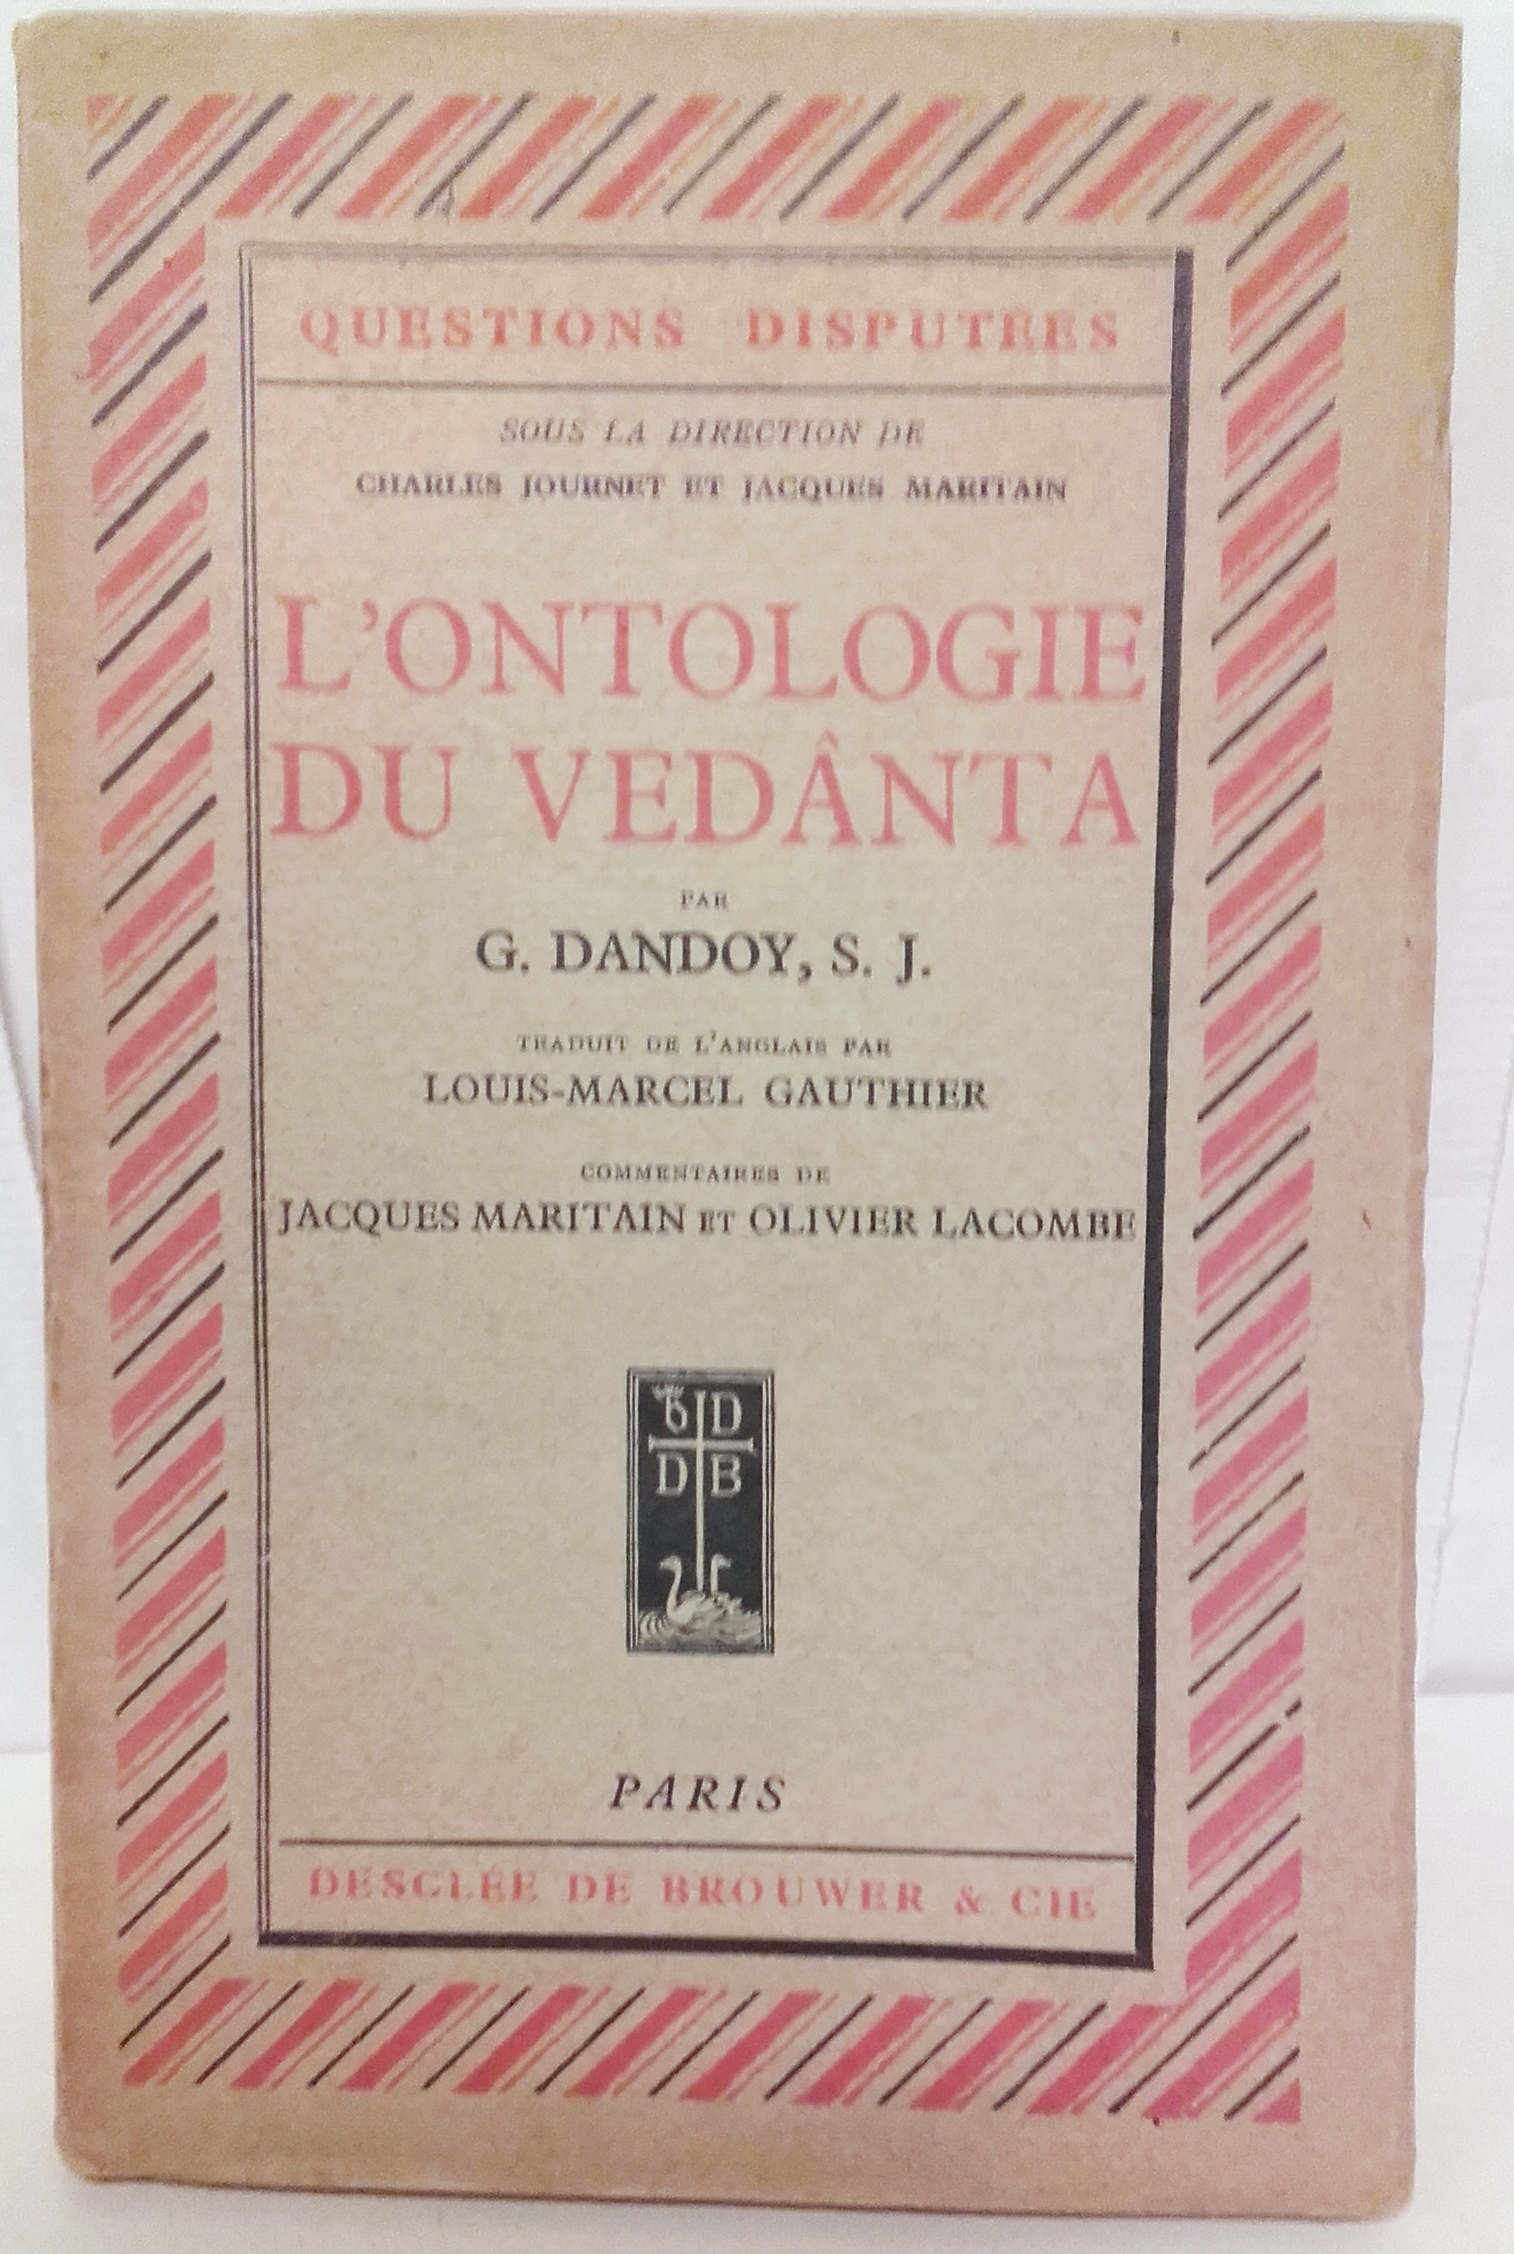 QUESTIONS DISPUTÉES
SOUS LA DIRECTION DE
CHARLES JOURNET ET JACQUES MARITAIN
L'ONTOLOGIE
DU VEDÂNTA
PAR
G. DANDOY, S. J.
TRADUIT DE L'ANGLAIS PAR
LOUIS-MARCEL GAUTHIER
COMMENTAIRES DE
JACQUES MARITAIN ET OLIVIER LACOMBE
D
D B
PARIS
DESCLÉE DE BROUWER & CIE